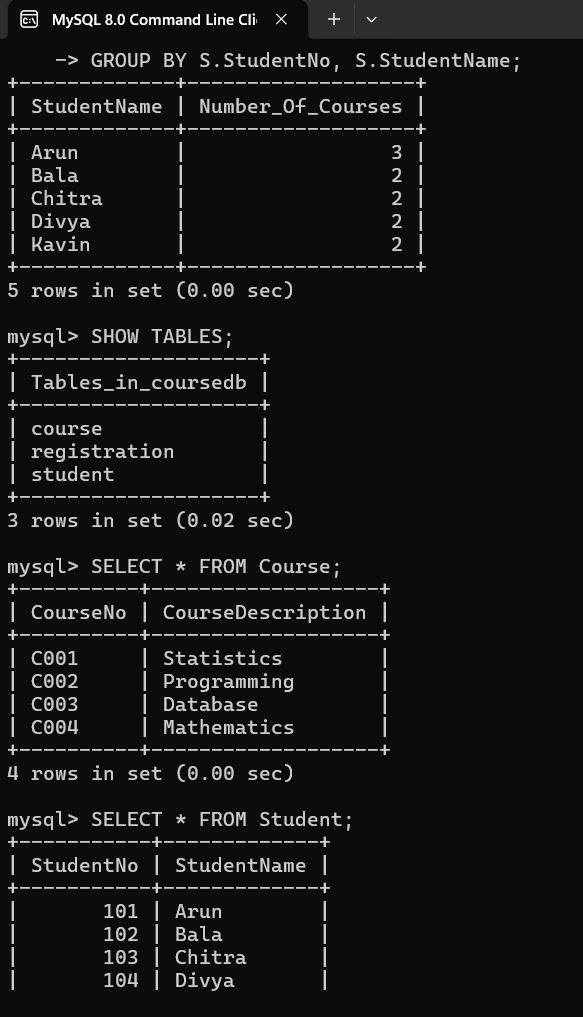 MySQL 8.0 Command Line Cli
-> GROUP BY S.StudentNo, S.StudentName;
+-------------+-------------------+
| StudentName | Number_Of_Courses |
+-------------+-------------------+
| Arun        |                 3 |
| Bala        |                 2 |
| Chitra      |                 2 |
| Divya       |                 2 |
| Kavin       |                 2 |
+-------------+-------------------+
5 rows in set (0.00 sec)
mysql> SHOW TABLES;
+--------------------+
| Tables_in_coursedb |
+--------------------+
| course             |
| registration       |
| student            |
+--------------------+
3 rows in set (0.02 sec)
mysql> SELECT * FROM Course;
+----------+-------------------+
| CourseNo | CourseDescription |
+----------+-------------------+
| C001     | Statistics        |
| C002     | Programming       |
| C003     | Database          |
| C004     | Mathematics       |
+----------+-------------------+
4 rows in set (0.00 sec)
mysql> SELECT * FROM Student;
+-----------+-------------+
| StudentNo | StudentName |
+-----------+-------------+
|       101 | Arun        |
|       102 | Bala        |
|       103 | Chitra      |
|       104 | Divya       |